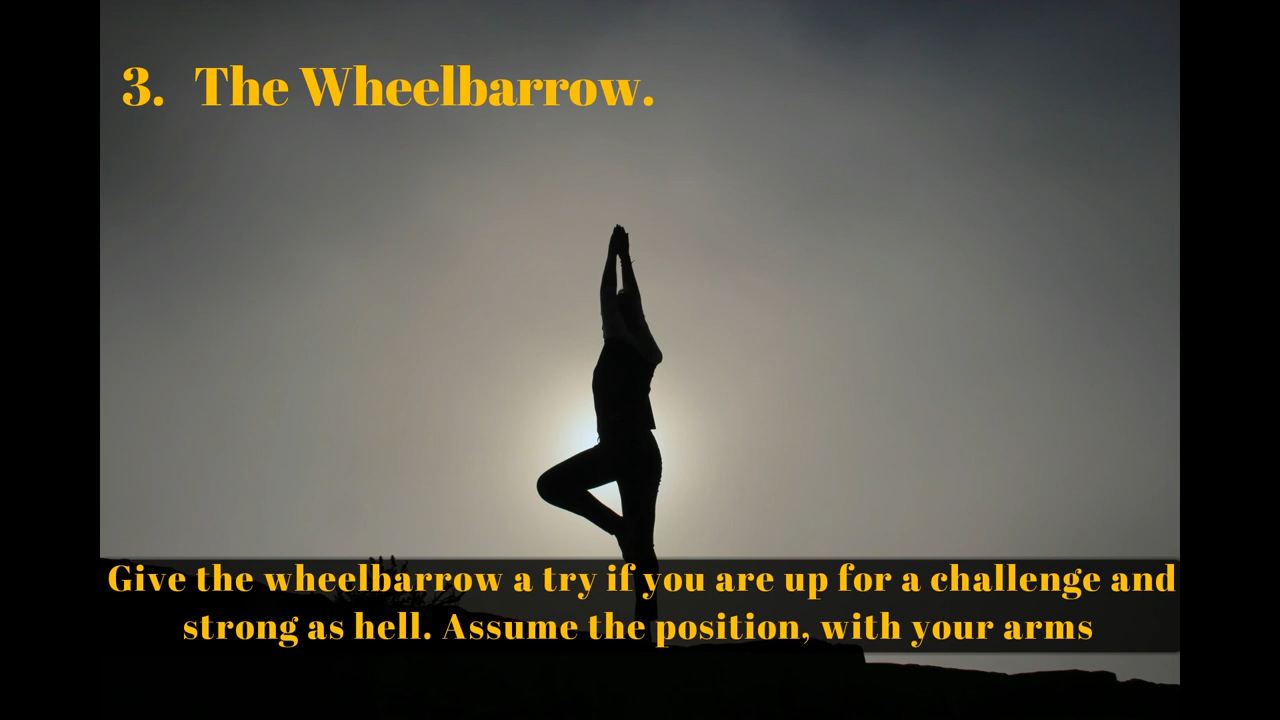 3. The Wheelbarrow.
Give the wheelbarrow a try if you are up for a challenge and
strong as hell. Assume the position, with your arms